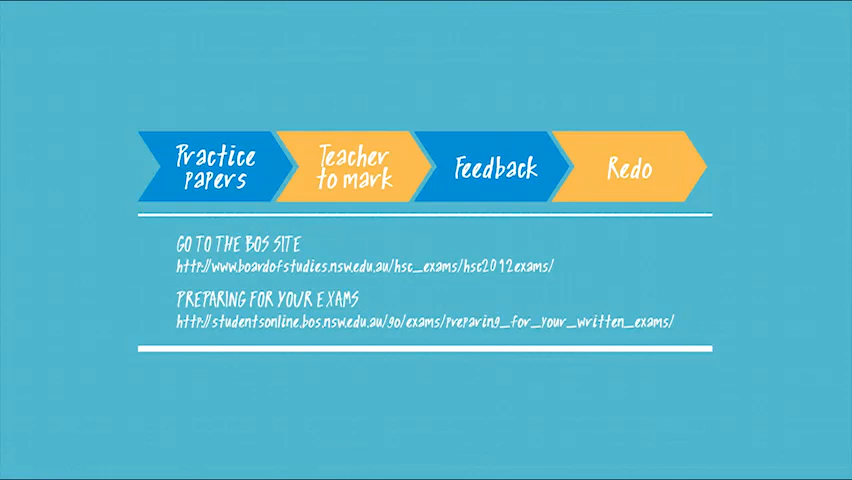 Practice
papers
Teacher
to mark
Feedback
Redo
GO TO THE BOS SITE
http://www.boardofstudies.nsw.edu.au/hsc_exams/hsc2012exams/
PREPARING FOR YOUR EXAMS
http://studentsonline.bos.nsw.edu.au/go/exams/preparing_for_your_written_exams/